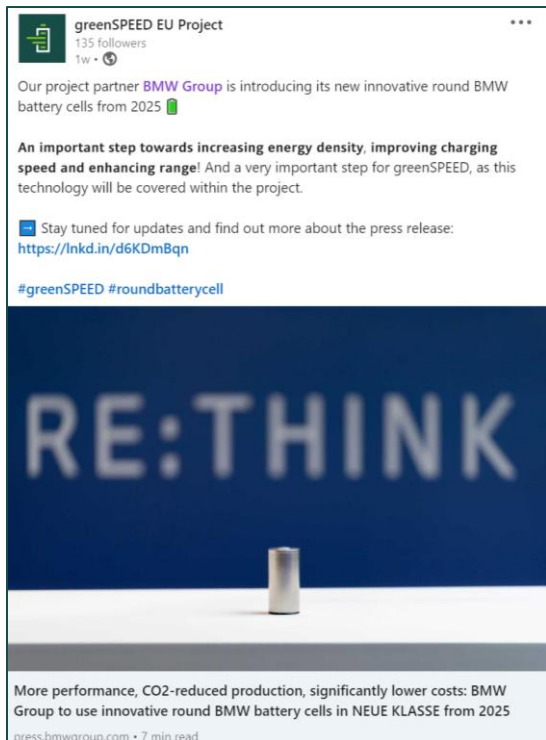 greenSPEED EU Project
135 followers
1w •
Our project partner BMW Group is introducing its new innovative round BMW
battery cells from 2025
An important step towards increasing energy density, improving charging
speed and enhancing range! And a very important step for greenSPEED, as this
technology will be covered within the project.
Stay tuned for updates and find out more about the press release:
https://lnkd.in/d6KDmBqn
#greenSPEED #roundbatterycell
RE:THINK
More performance, CO2-reduced production, significantly lower costs: BMW
Group to use innovative round BMW battery cells in NEUE KLASSE from 2025
press.bmwgroup.com • 7 min read